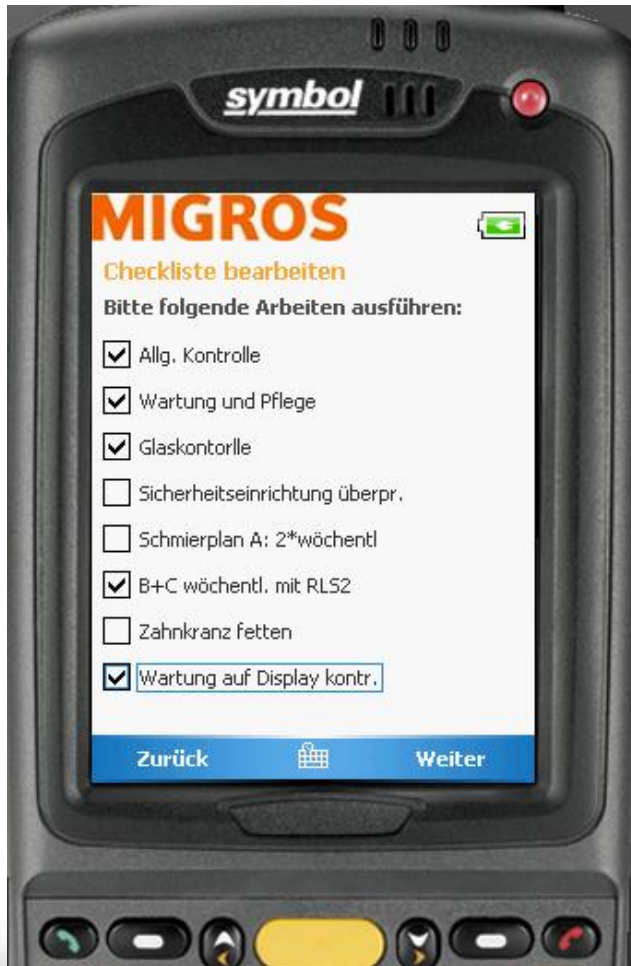 symbol
MIGROS
Checkliste bearbeiten
Bitte folgende Arbeiten ausführen:
Allg. Kontrolle
Wartung und Pflege
Glaskontorlle
Sicherheitseinrichtung überpr.
Schmierplan A: 2*wöchentl
B+C wöchentl. mit RLS2
Zahnkranz fetten
Wartung auf Display kontr.
Zurück Weiter